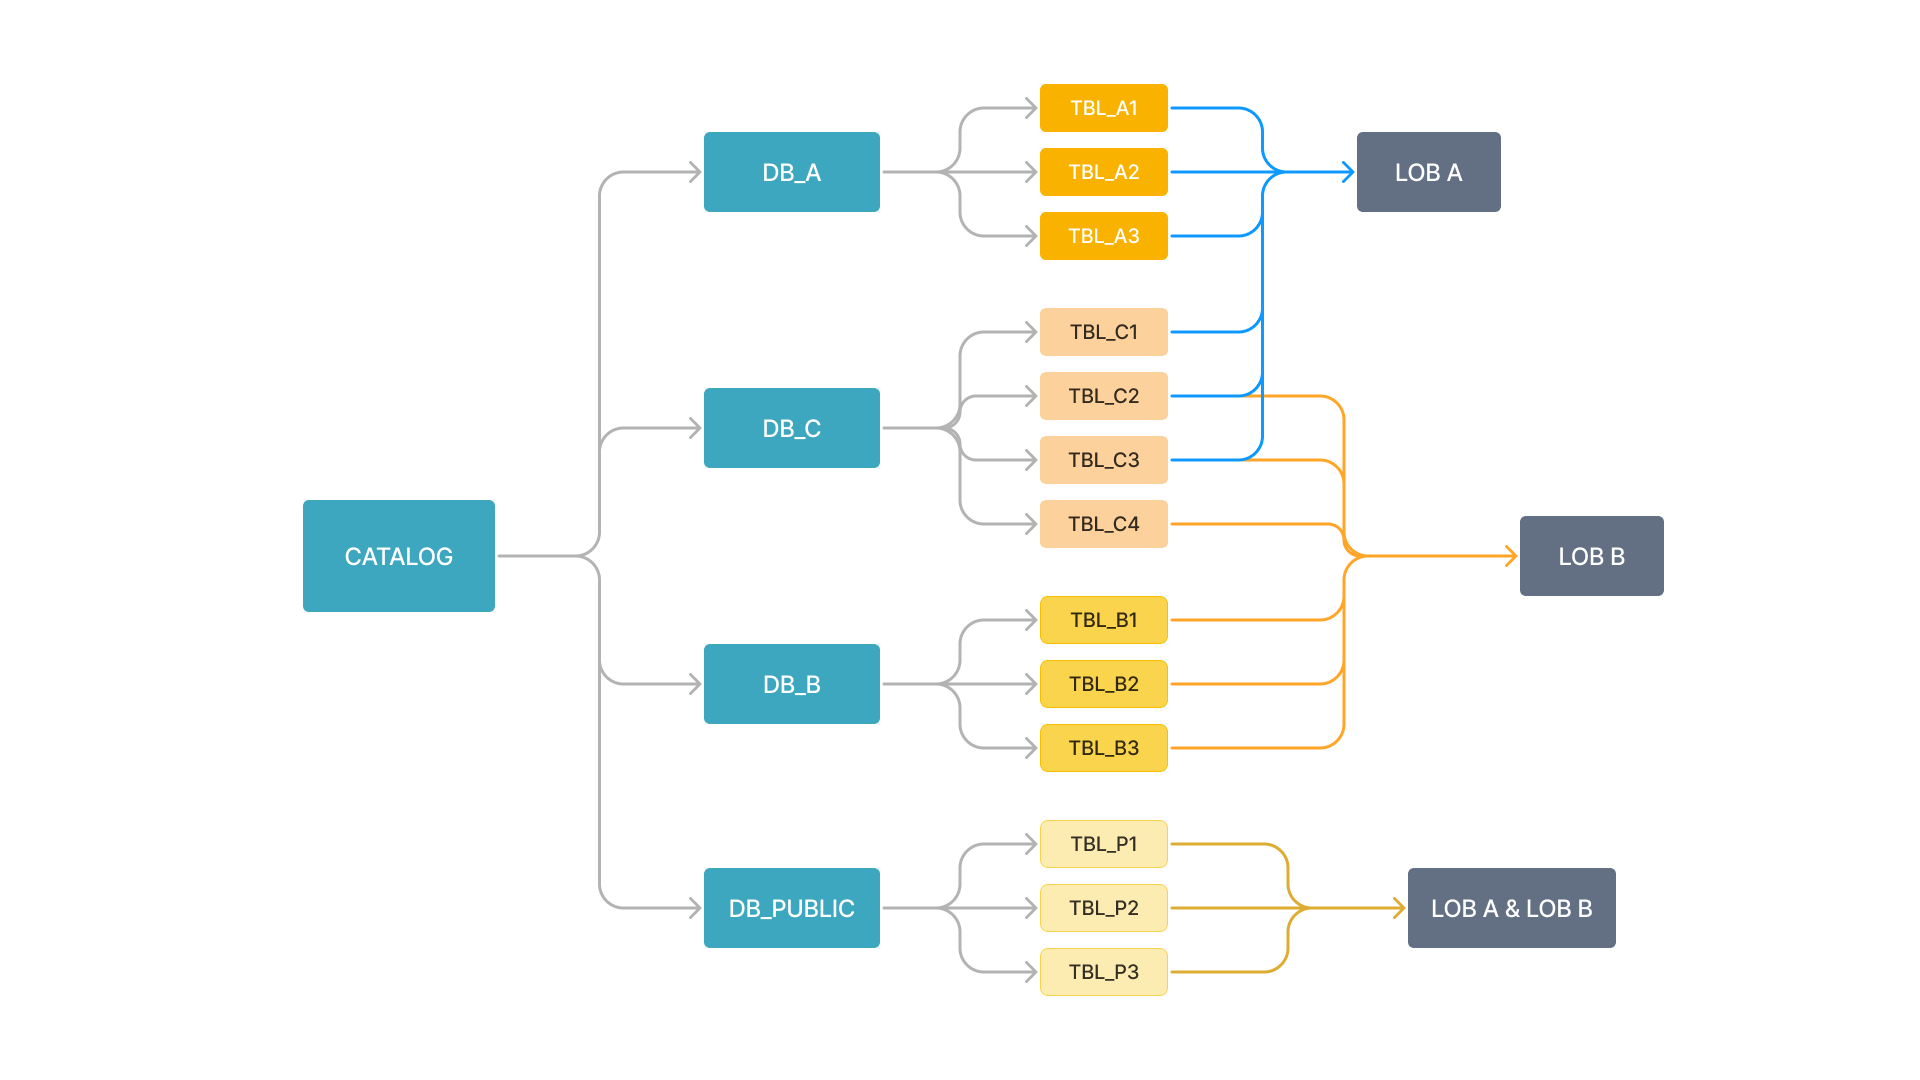 CATALOG
DB_A
TBL_A1
TBL_A2
TBL_A3
LOB A
DB_C
TBL_C1
TBL_C2
TBL_C3
TBL_C4
LOB B
DB_B
TBL_B1
TBL_B2
TBL_B3
DB_PUBLIC
TBL_P1
TBL_P2
TBL_P3
LOB A & LOB B